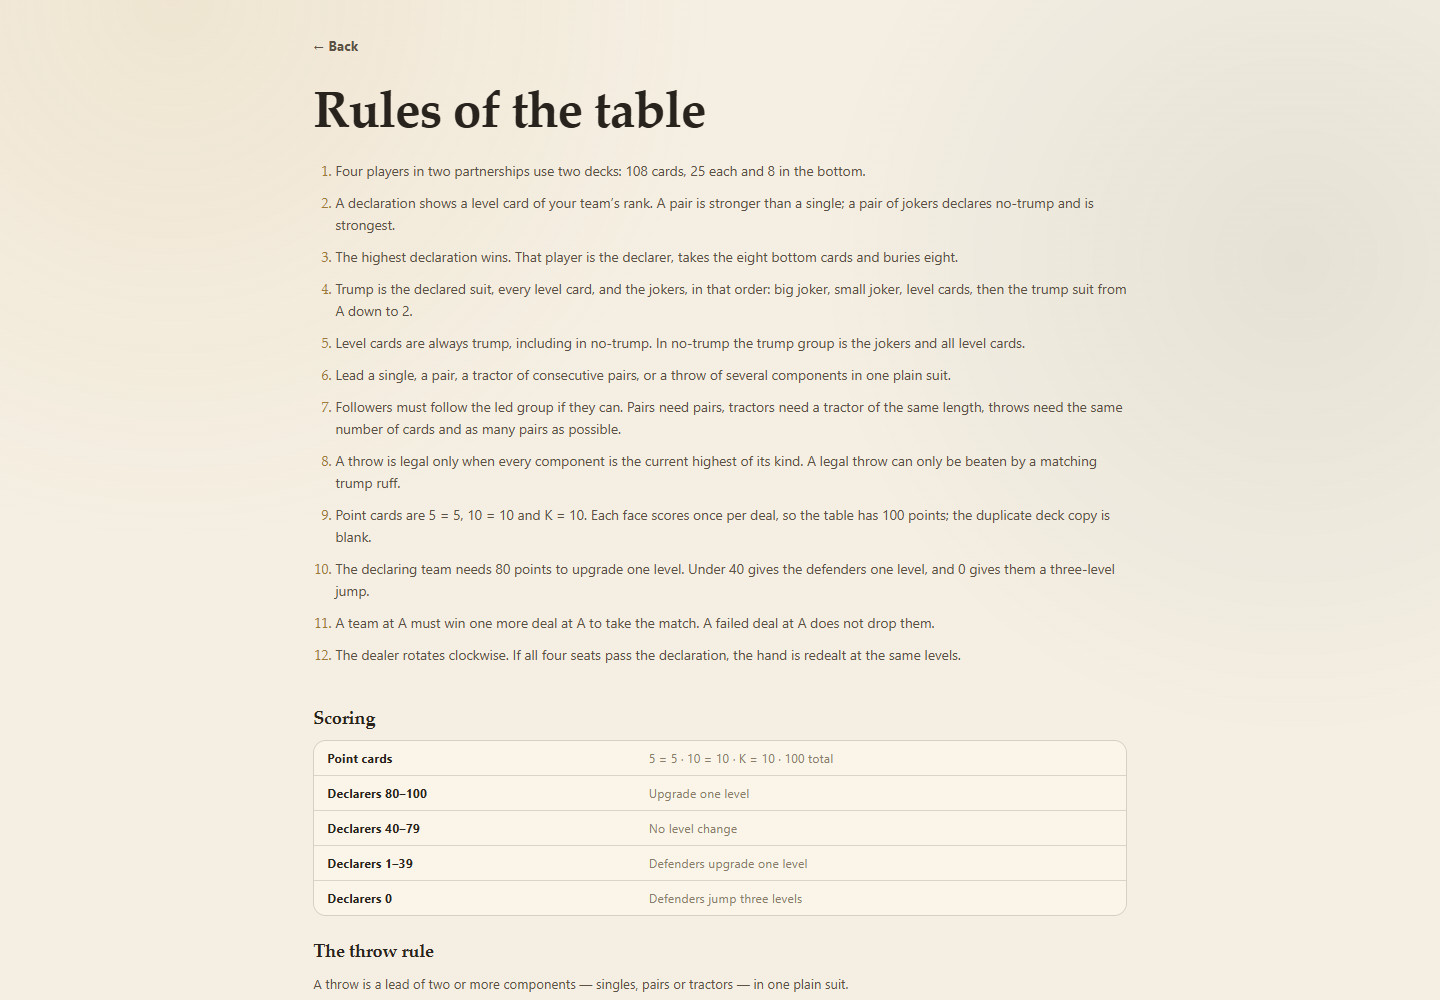 ← Back
Rules of the table
1. Four players in two partnerships use two decks: 108 cards, 25 each and 8 in the bottom.
2. A declaration shows a level card of your team's rank. A pair is stronger than a single; a pair of jokers declares no-trump and is
strongest.
3. The highest declaration wins. That player is the declarer, takes the eight bottom cards and buries eight.
4. Trump is the declared suit, every level card, and the jokers, in that order: big joker, small joker, level cards, then the trump suit from
A down to 2.
5. Level cards are always trump, including in no-trump. In no-trump the trump group is the jokers and all level cards.
6. Lead a single, a pair, a tractor of consecutive pairs, or a throw of several components in one plain suit.
7. Followers must follow the led group if they can. Pairs need pairs, tractors need a tractor of the same length, throws need the same
number of cards and as many pairs as possible.
8. A throw is legal only when every component is the current highest of its kind. A legal throw can only be beaten by a matching
trump ruff.
9. Point cards are 5 = 5, 10 = 10 and K = 10. Each face scores once per deal, so the table has 100 points; the duplicate deck copy is
blank.
10. The declaring team needs 80 points to upgrade one level. Under 40 gives the defenders one level, and 0 gives them a three-level
jump.
11. A team at A must win one more deal at A to take the match. A failed deal at A does not drop them.
12. The dealer rotates clockwise. If all four seats pass the declaration, the hand is redealt at the same levels.
Scoring
Point cards 5 = 5 · 10 = 10 · K = 10 · 100 total
Declarers 80–100 Upgrade one level
Declarers 40–79 No level change
Declarers 1–39 Defenders upgrade one level
Declarers 0 Defenders jump three levels
The throw rule
A throw is a lead of two or more components — singles, pairs or tractors — in one plain suit.